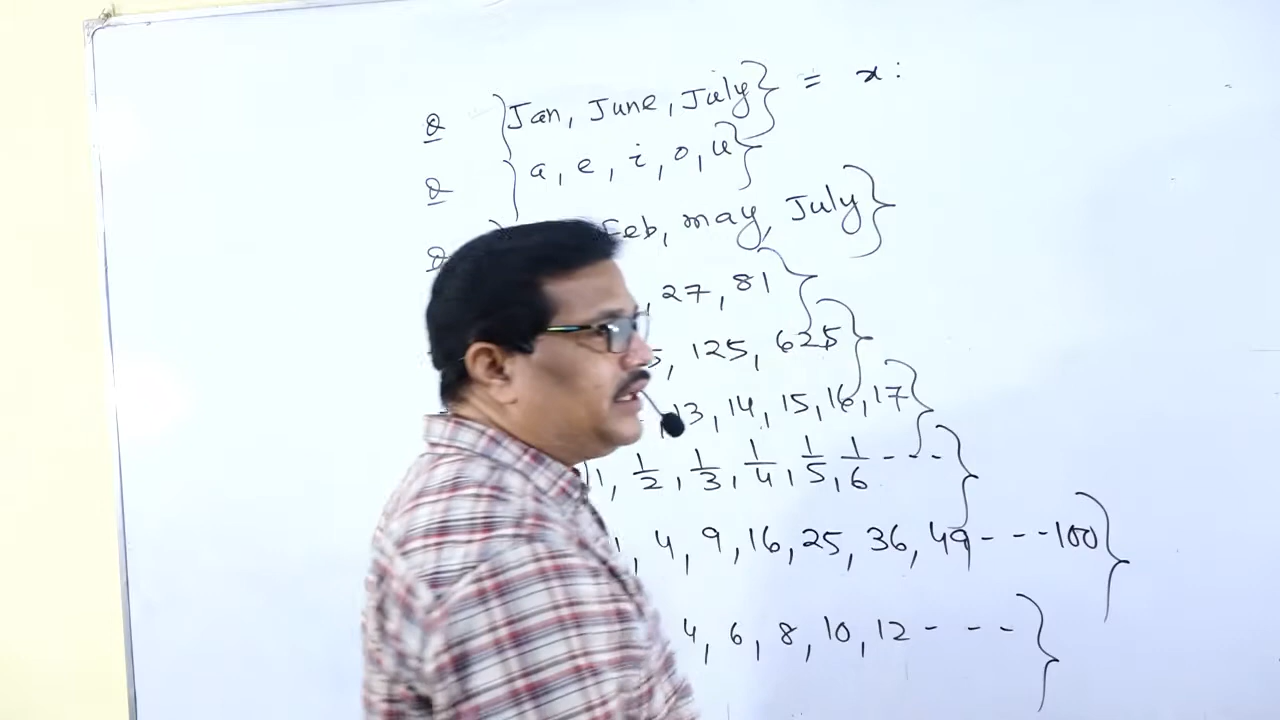 Q {Jan, June, July} = x:
Q {a, e, i, o, u}
Q Feb, may, July}
, 27, 81}
5, 125, 625}
, 13, 14, 15, 16, 17}
1, 1/2, 1/3, 1/4, 1/5, 1/6 - - -}
1, 4, 9, 16, 25, 36, 49 - - - 100}
4, 6, 8, 10, 12 - - -}